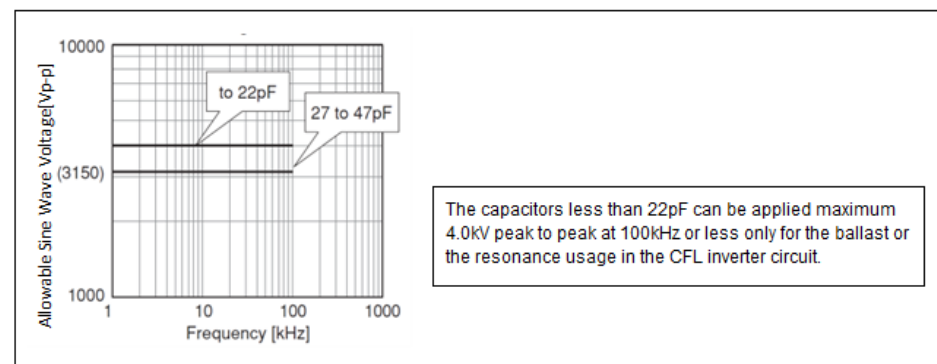 10000
to 22pF
27 to 47pF
(3150)
1000
1
10
100
1000
Allowable Sine Wave Voltage[Vp-p]
Frequency [kHz]
The capacitors less than 22pF can be applied maximum
4.0kV peak to peak at 100kHz or less only for the ballast or
the resonance usage in the CFL inverter circuit.